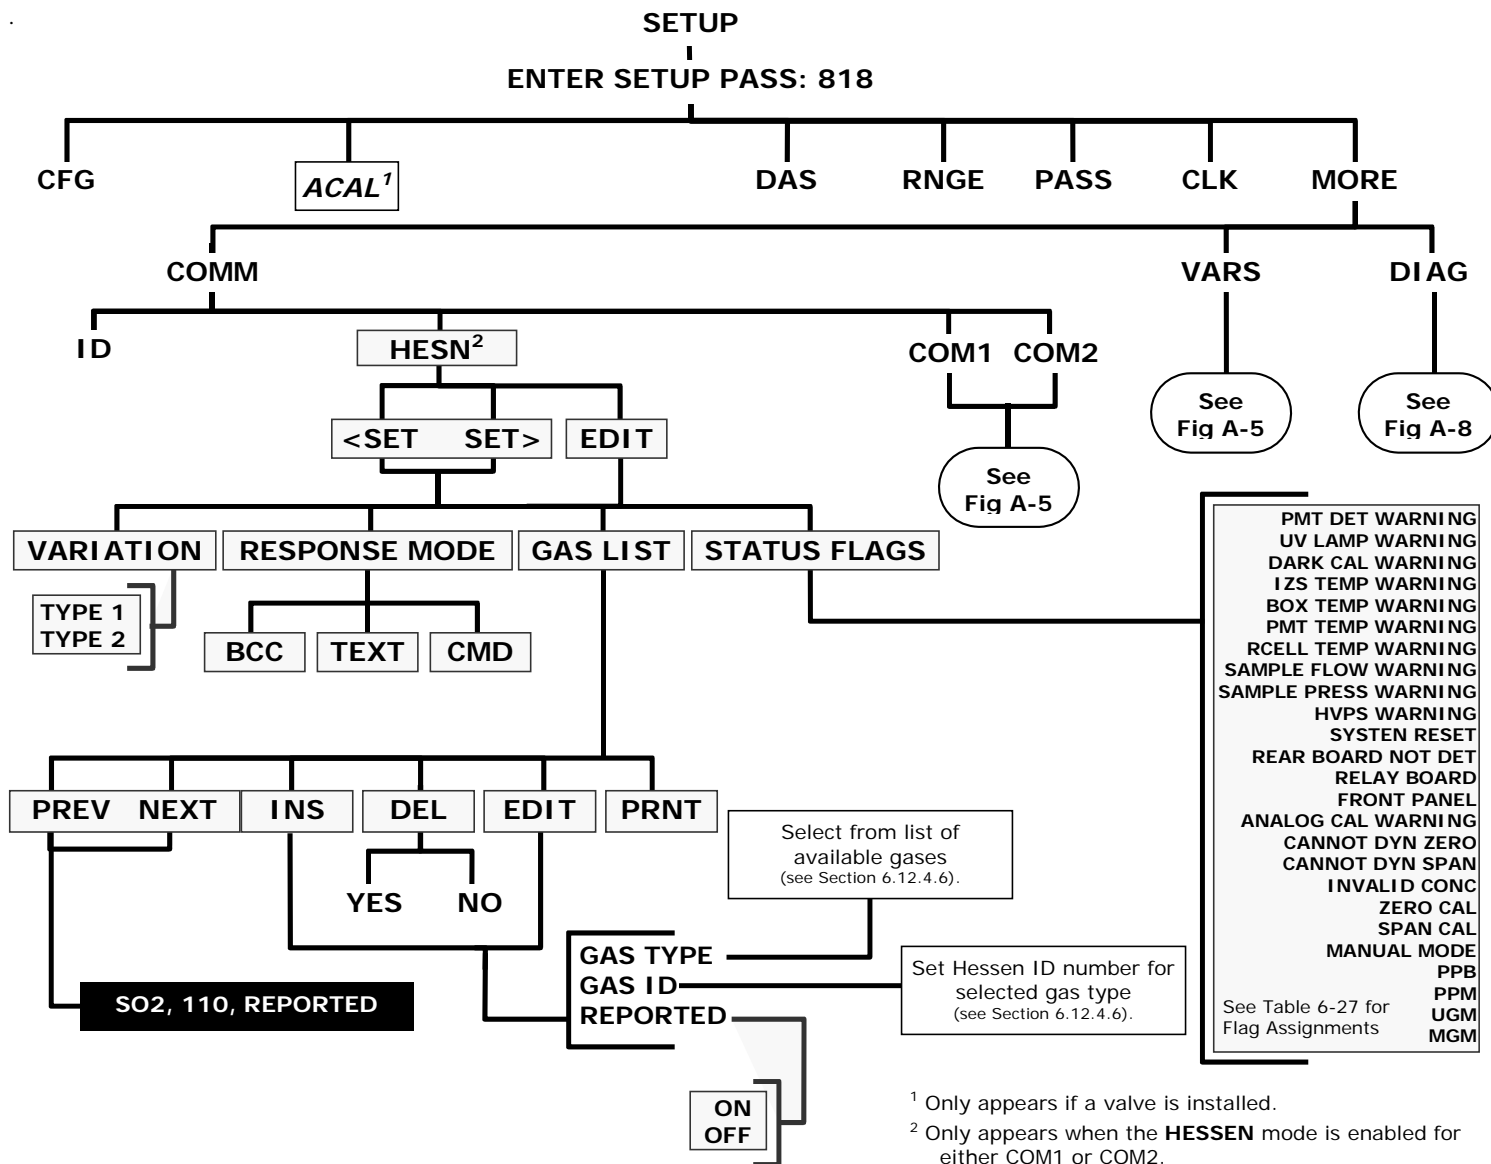 SETUP
ENTER SETUP PASS: 818
CFG
ACAL1
DAS
RNGE
PASS
CLK
MORE
COMM
VARS
DIAG
ID
HESN2
COM1
COM2
<SET SET>
EDIT
See
Fig A-5
See
Fig A-5
See
Fig A-8
VARIATION
RESPONSE MODE
GAS LIST
STATUS FLAGS
TYPE 1
TYPE 2
BCC
TEXT
CMD
PMT DET WARNING
UV LAMP WARNING
DARK CAL WARNING
IZS TEMP WARNING
BOX TEMP WARNING
PMT TEMP WARNING
RCELL TEMP WARNING
SAMPLE FLOW WARNING
SAMPLE PRESS WARNING
HVPS WARNING
SYSTEN RESET
REAR BOARD NOT DET
RELAY BOARD
FRONT PANEL
ANALOG CAL WARNING
CANNOT DYN ZERO
CANNOT DYN SPAN
INVALID CONC
ZERO CAL
SPAN CAL
MANUAL MODE
PPB
PPM
UGM
MGM
See Table 6-27 for
Flag Assignments
PREV NEXT
INS
DEL
EDIT
PRNT
YES
NO
Select from list of
available gases
(see Section 6.12.4.6).
SO2, 110, REPORTED
GAS TYPE
GAS ID
REPORTED
Set Hessen ID number for
selected gas type
(see Section 6.12.4.6).
ON
OFF
1 Only appears if a valve is installed.
2 Only appears when the HESSEN mode is enabled for
either COM1 or COM2.